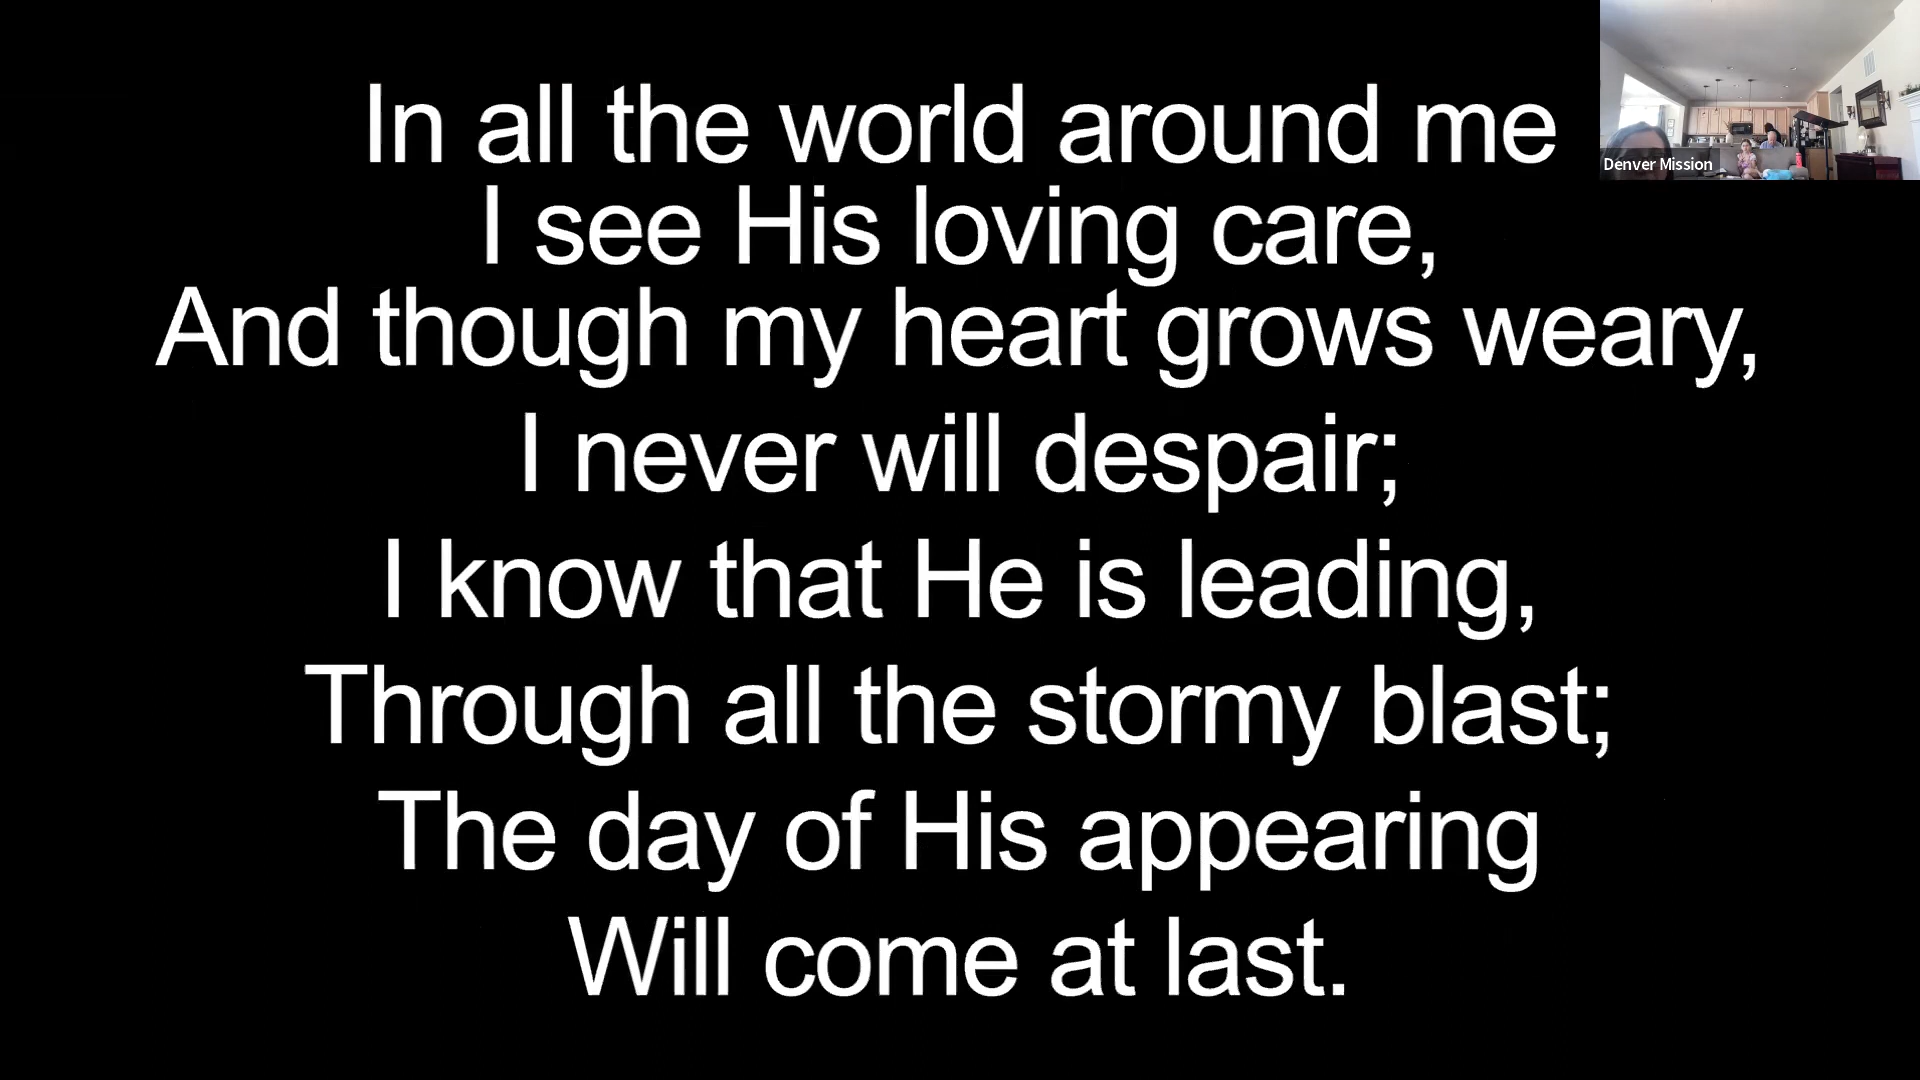 In all the world around me
I see His loving care,
And though my heart grows weary,
I never will despair;
I know that He is leading,
Through all the stormy blast;
The day of His appearing
Will come at last.
Denver Mission